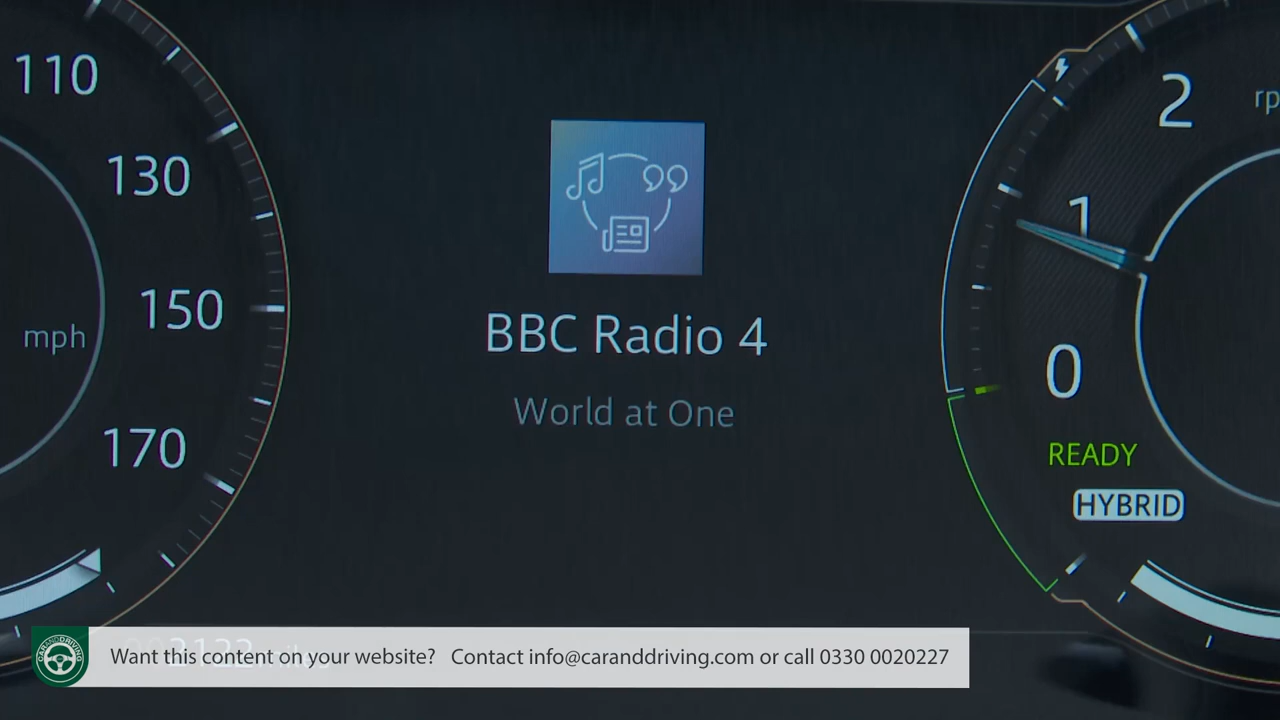 110
130
150
170
mph
BBC Radio 4
World at One
2
1
0
READY
HYBRID
CARANDDRIVING
Want this content on your website? Contact info@caranddriving.com or call 0330 0020227